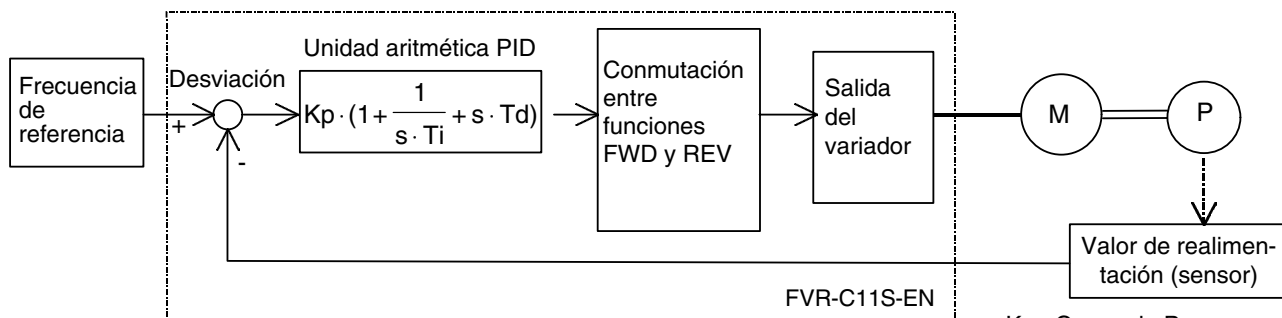 Unidad aritmética PID
Frecuencia
de
referencia
Desviación
+
-
Kp · (1 + 1 / (s · Ti) + s · Td)
Conmutación
entre
funciones
FWD y REV
Salida
del
variador
M
P
Valor de realimen-
tación (sensor)
FVR-C11S-EN